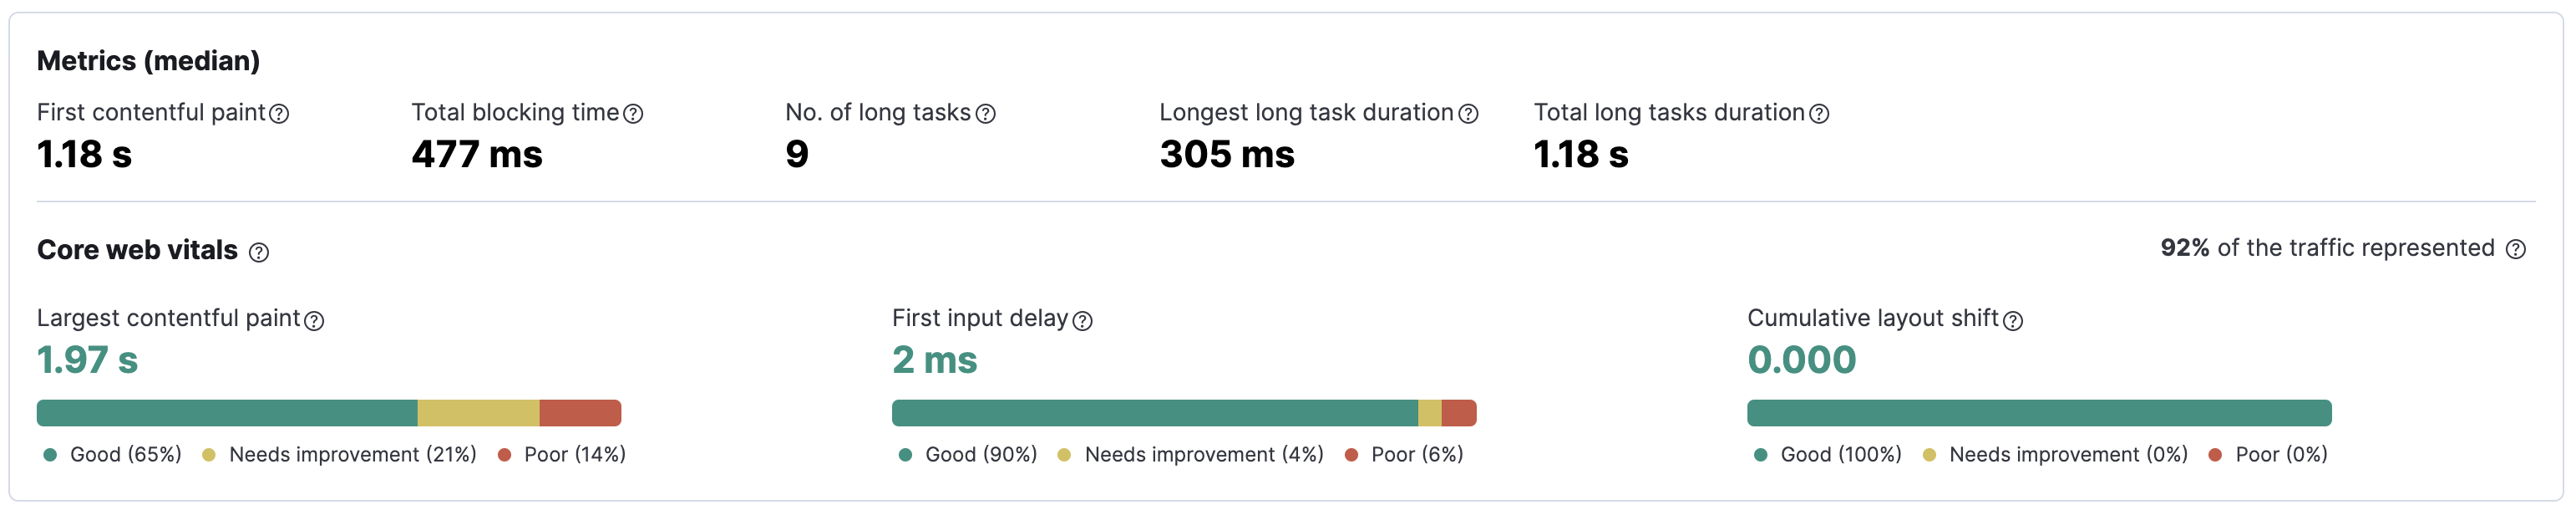 Metrics (median)
First contentful paint
Total blocking time
No. of long tasks
Longest long task duration
Total long tasks duration
1.18 s
477 ms
9
305 ms
1.18 s
Core web vitals
92% of the traffic represented
Largest contentful paint
First input delay
Cumulative layout shift
1.97 s
2 ms
0.000
Good (65%) Needs improvement (21%) Poor (14%)
Good (90%) Needs improvement (4%) Poor (6%)
Good (100%) Needs improvement (0%) Poor (0%)